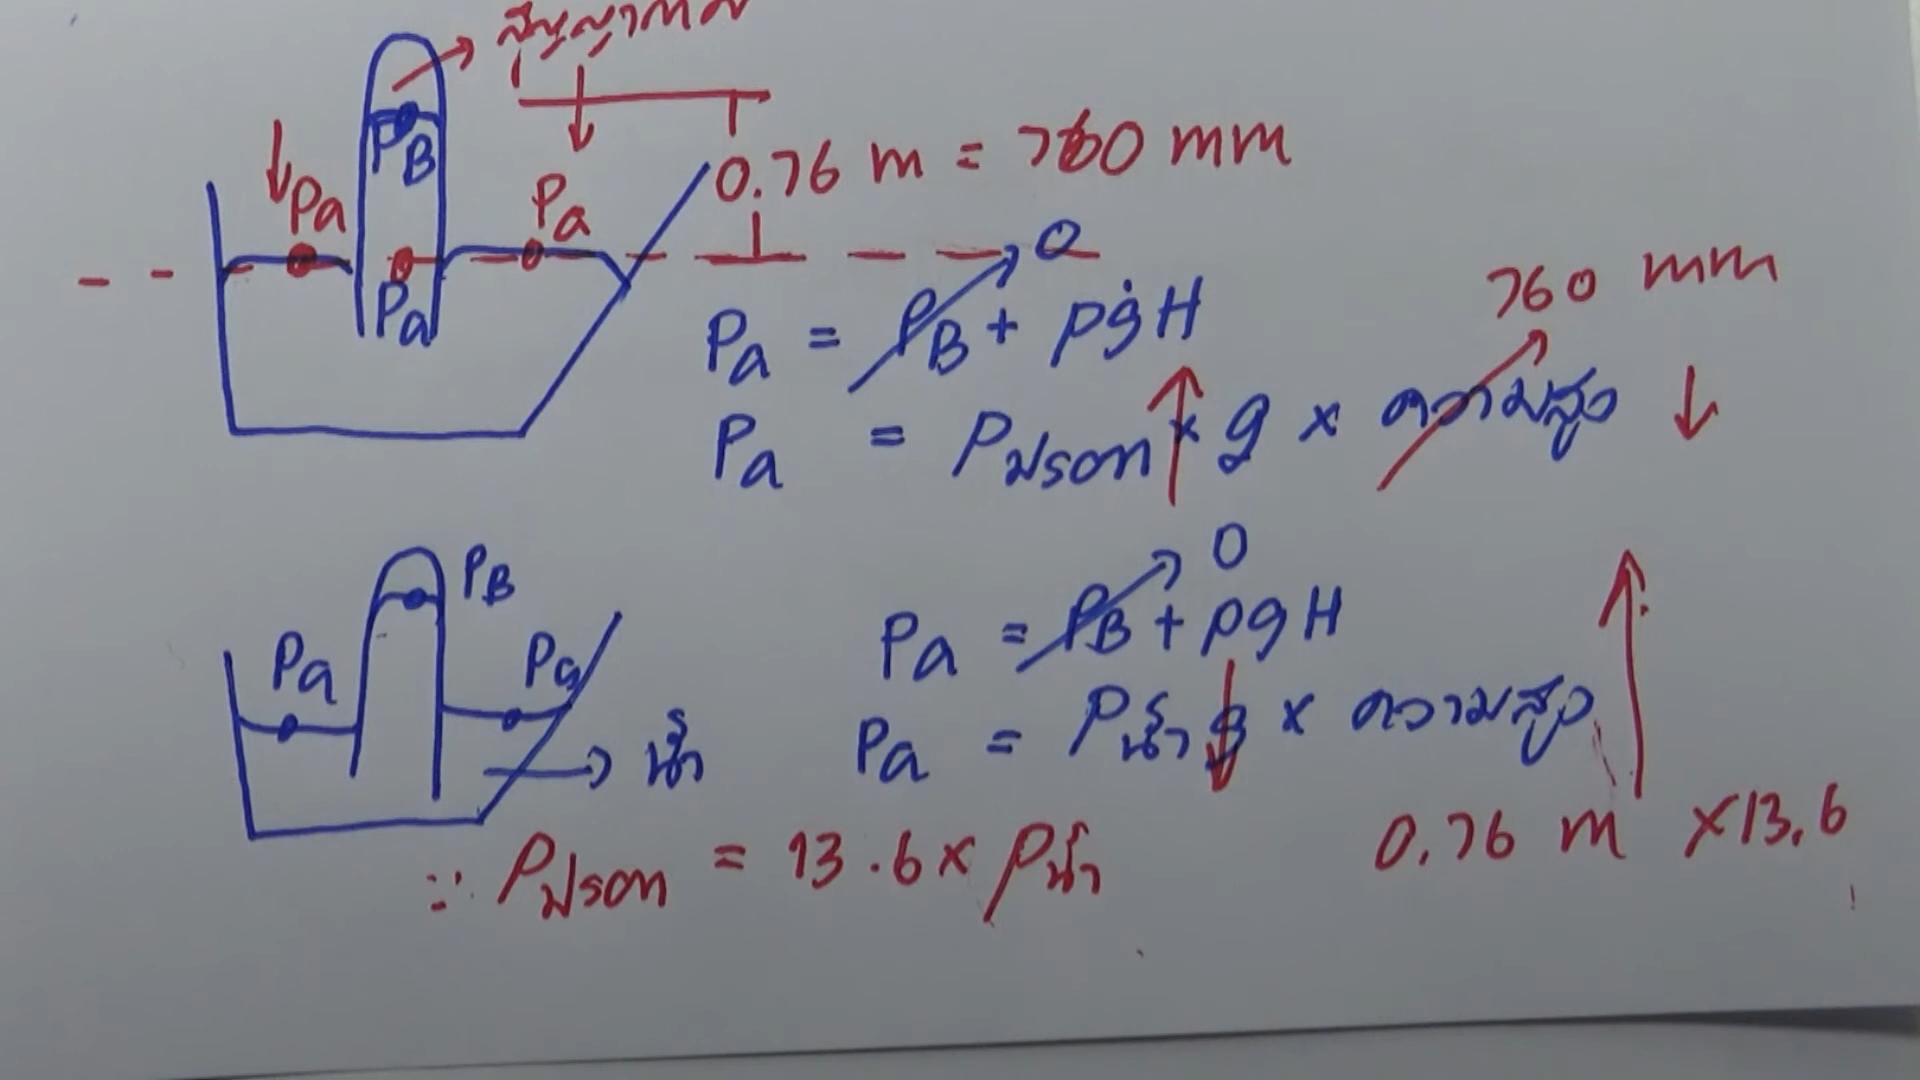 สุญญากาศ
PB
Pa
Pa
0.76 m = 760 mm
Pa
0
Pa = PB + ρgH
760 mm
Pa = ρปรอท × g × ความสูง
PB
0
Pa
Pa
Pa = PB + ρgH
น้ำ
Pa = ρน้ำ g × ความสูง
∵ ρปรอท = 13.6 × ρน้ำ
0.76 m × 13.6